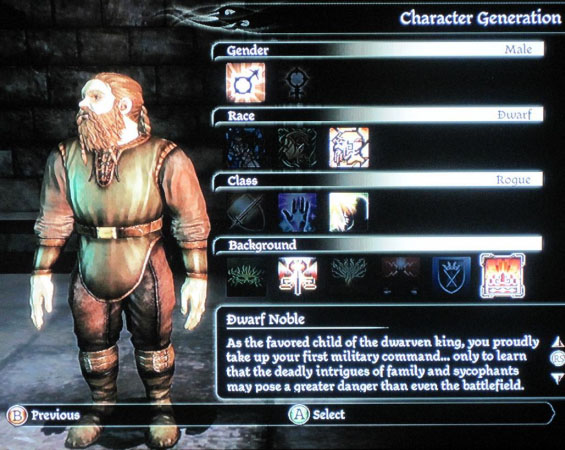 Character Generation
Gender Male
Race Dwarf
Class Rogue
Background
Dwarf Noble
As the favored child of the dwarven king, you proudly
take up your first military command... only to learn
that the deadly intrigues of family and sycophants
may pose a greater danger than even the battlefield.
RS
B Previous
A Select